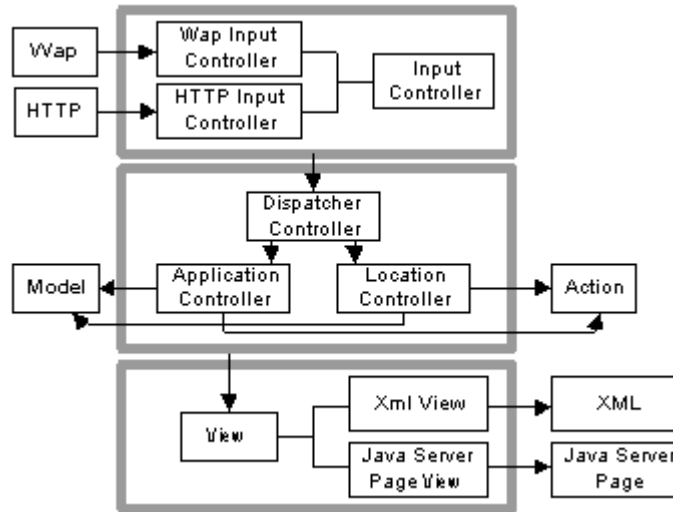 Wap
Wap Input
Controller
Input
Controller
HTTP
HTTP Input
Controller
Dispatcher
Controller
Model
Application
Controller
Location
Controller
Action
View
Xml View
XML
Java Server
Page View
Java Server
Page